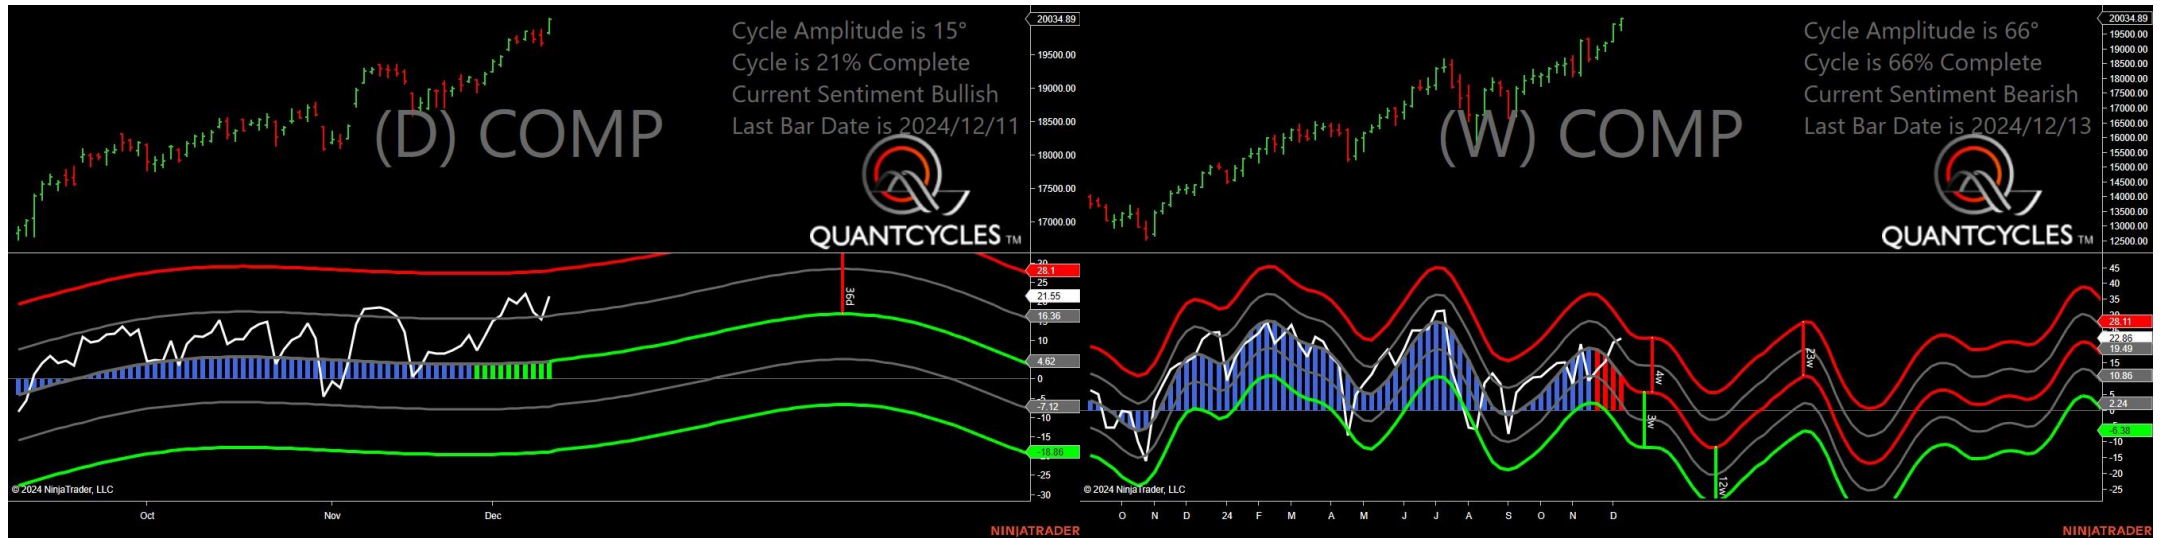 Cycle Amplitude is 15°
Cycle is 21% Complete
Current Sentiment Bullish
Last Bar Date is 2024/12/11
(D) COMP
QUANTCYCLES TM
20034.89
19500.00
19000.00
18500.00
18000.00
17500.00
17000.00
36d
30
28.1
25
21.55
16.36
10
4.62
0
-5
-7.12
-10
-15
-18.86
-25
-30
© 2024 NinjaTrader, LLC
Oct Nov Dec
NINJATRADER
Cycle Amplitude is 66°
Cycle is 66% Complete
Current Sentiment Bearish
Last Bar Date is 2024/12/13
(W) COMP
QUANTCYCLES TM
20034.89
19500.00
19000.00
18500.00
18000.00
17500.00
17000.00
16500.00
16000.00
15500.00
15000.00
14500.00
14000.00
13500.00
13000.00
12500.00
4w
3w
12w
23w
45
40
35
30
28.11
22.86
19.49
15
10.86
5
2.24
0
-6.38
-10
-15
-20
-25
© 2024 NinjaTrader, LLC
O N D 24 F M A M J J A S O N D
NINJATRADER